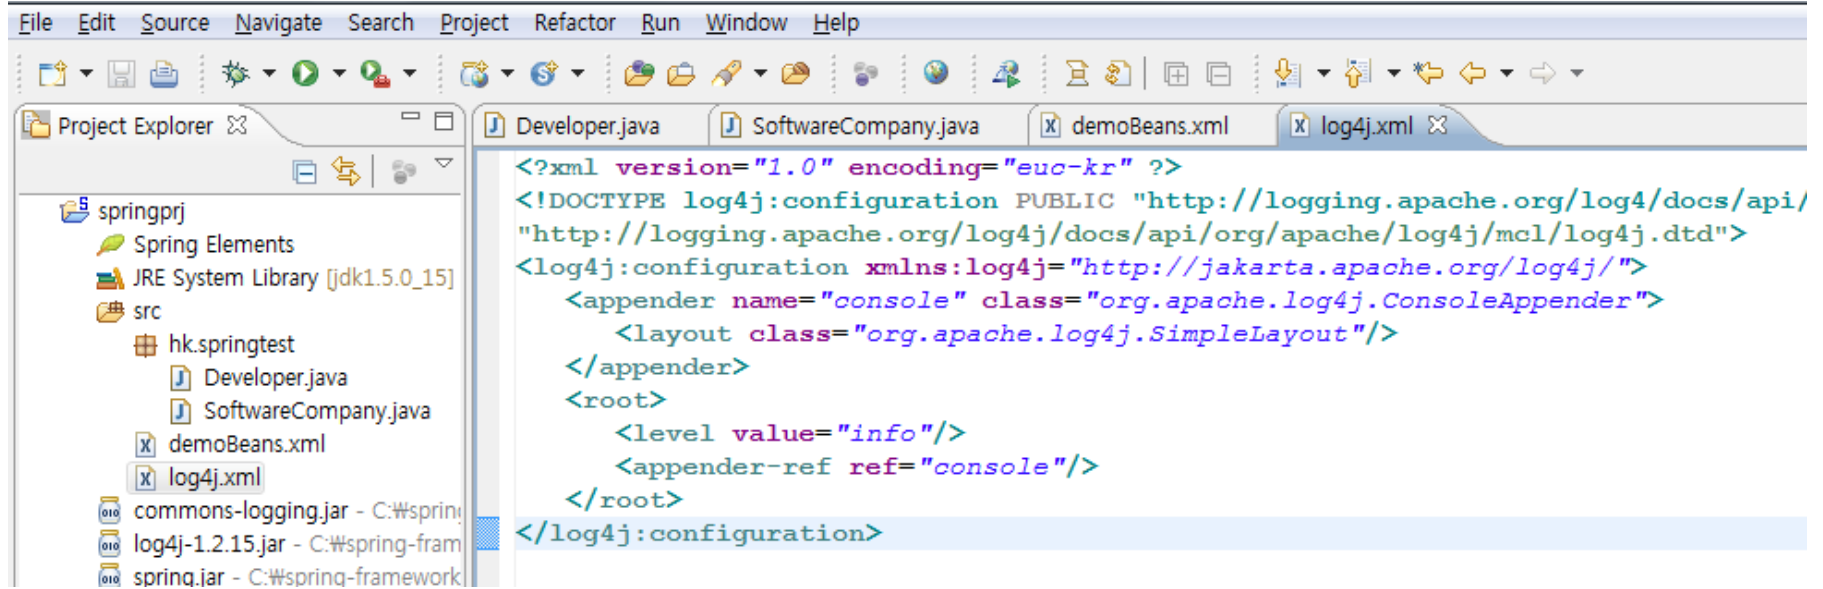 File Edit Source Navigate Search Project Refactor Run Window Help
Project Explorer
springprj
Spring Elements
JRE System Library [jdk1.5.0_15]
src
hk.springtest
Developer.java
SoftwareCompany.java
demoBeans.xml
log4j.xml
commons-logging.jar - C:₩spring
log4j-1.2.15.jar - C:₩spring-fram
spring.jar - C:₩spring-framework
Developer.java SoftwareCompany.java demoBeans.xml log4j.xml
<?xml version="1.0" encoding="euc-kr" ?>
<!DOCTYPE log4j:configuration PUBLIC "http://logging.apache.org/log4/docs/api/
"http://logging.apache.org/log4j/docs/api/org/apache/log4j/mcl/log4j.dtd">
<log4j:configuration xmlns:log4j="http://jakarta.apache.org/log4j/">
<appender name="console" class="org.apache.log4j.ConsoleAppender">
<layout class="org.apache.log4j.SimpleLayout"/>
</appender>
<root>
<level value="info"/>
<appender-ref ref="console"/>
</root>
</log4j:configuration>